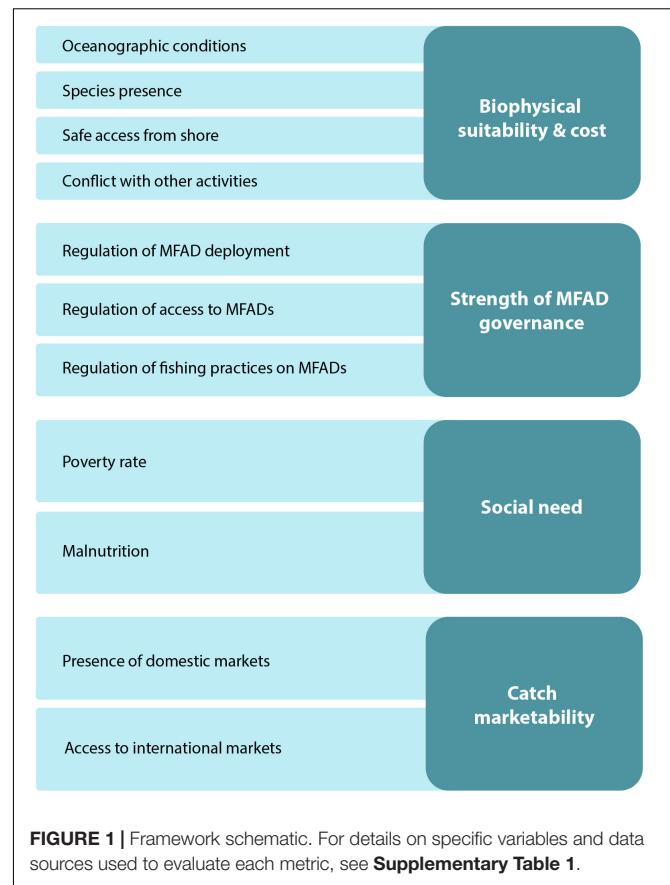 Oceanographic conditions
Species presence
Safe access from shore
Conflict with other activities
Biophysical
suitability & cost
Regulation of MFAD deployment
Regulation of access to MFADs
Regulation of fishing practices on MFADs
Strength of MFAD
governance
Poverty rate
Malnutrition
Social need
Presence of domestic markets
Access to international markets
Catch
marketability
FIGURE 1 | Framework schematic. For details on specific variables and data
sources used to evaluate each metric, see Supplementary Table 1.